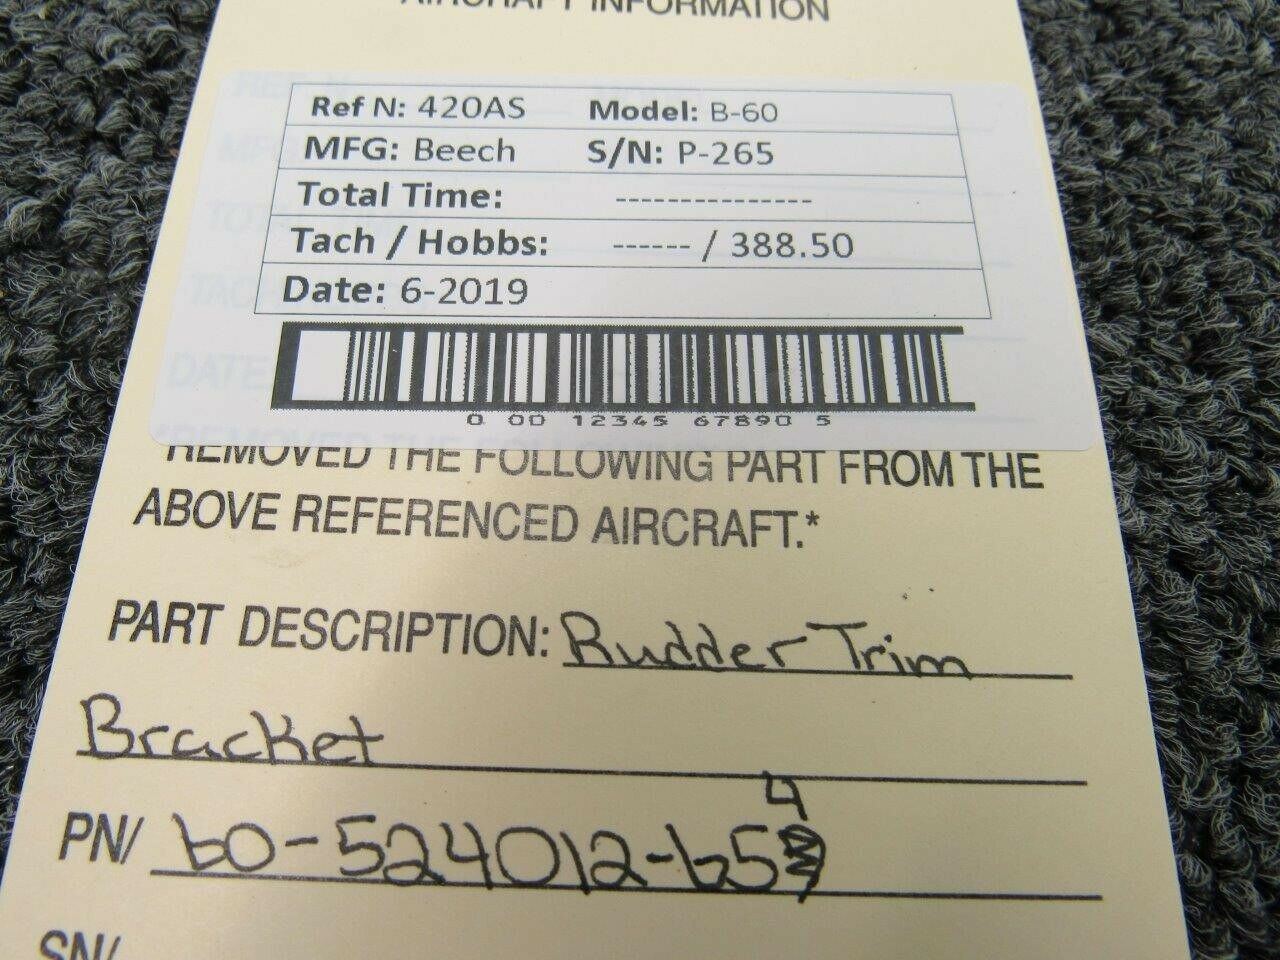 AIRCRAFT INFORMATION
Ref N: 420AS Model: B-60
MFG: Beech S/N: P-265
Total Time: ---------------
Tach / Hobbs: ------ / 388.50
Date: 6-2019
0 00 12345 67890 5
*REMOVED THE FOLLOWING PART FROM THE
ABOVE REFERENCED AIRCRAFT.*
PART DESCRIPTION: Rudder Trim
Bracket
PN/ 60-524012-654
SN/